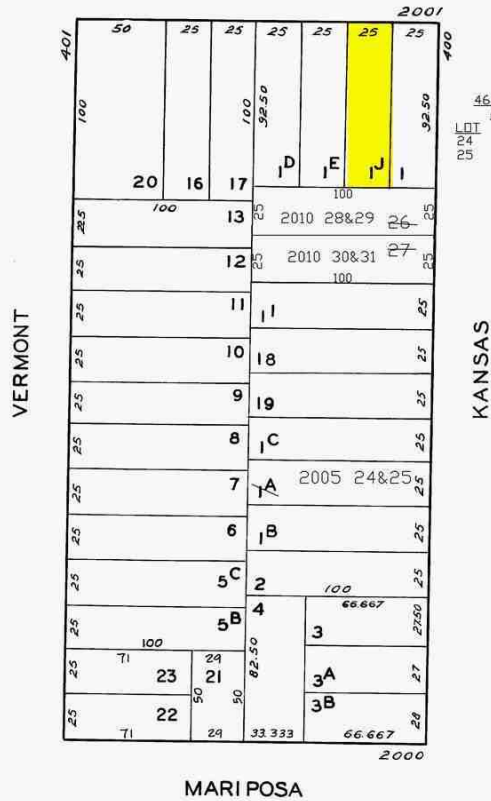 2001
401 50 25 25 25 25 25 25 400
100 100 92.50 92.50
46
LOT
24
25
20 16 17 1D 1E 1J 1
100 100
22.5 13 25 2010 28&29 26 25
12 25 2010 30&31 27 25
100
25 11 11 25
25 10 18 25
25 9 19 25
25 8 1C 25
25 7 1A 2005 24&25 25
25 6 1B 25
25 5C 2 100 25
25 5B 4 66.667
3 27.50
100
71 29 82.50
25 23 21 3A 27
50 50
25 22 3B 28
71 29 33.333 66.667
2000
VERMONT
KANSAS
MARIPOSA